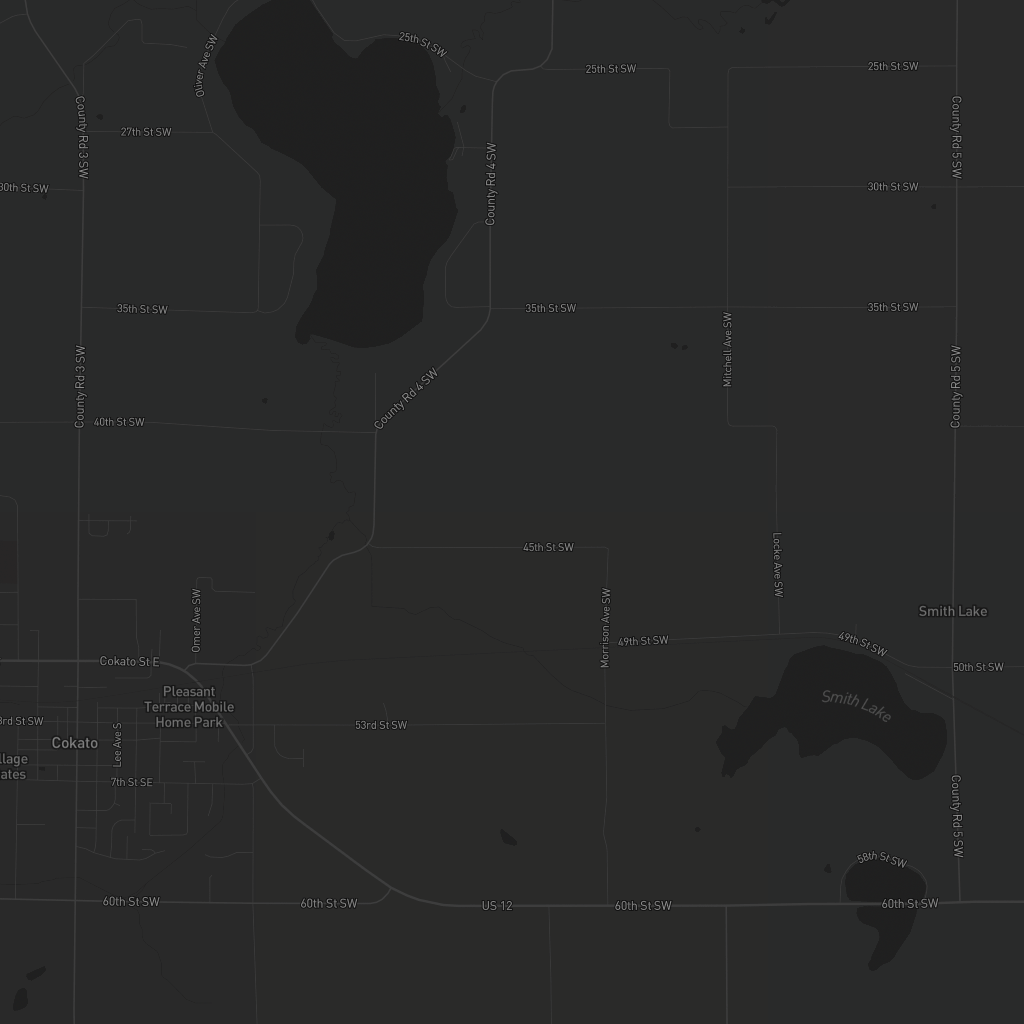 25th St SW
Oliver Ave SW
25th St SW
25th St SW
27th St SW
County Rd 3 SW
County Rd 4 SW
County Rd 5 SW
30th St SW
30th St SW
35th St SW
35th St SW
35th St SW
Mitchell Ave SW
County Rd 3 SW
County Rd 4 SW
County Rd 5 SW
40th St SW
45th St SW
Locke Ave SW
Omer Ave SW
Morrison Ave SW
Smith Lake
49th St SW
49th St SW
Cokato St E
50th St SW
Pleasant
Terrace Mobile
Home Park
Smith Lake
3rd St SW
53rd St SW
Lee Ave S
Cokato
llage
ates
7th St SE
County Rd 5 SW
58th St SW
60th St SW
60th St SW
US 12
60th St SW
60th St SW